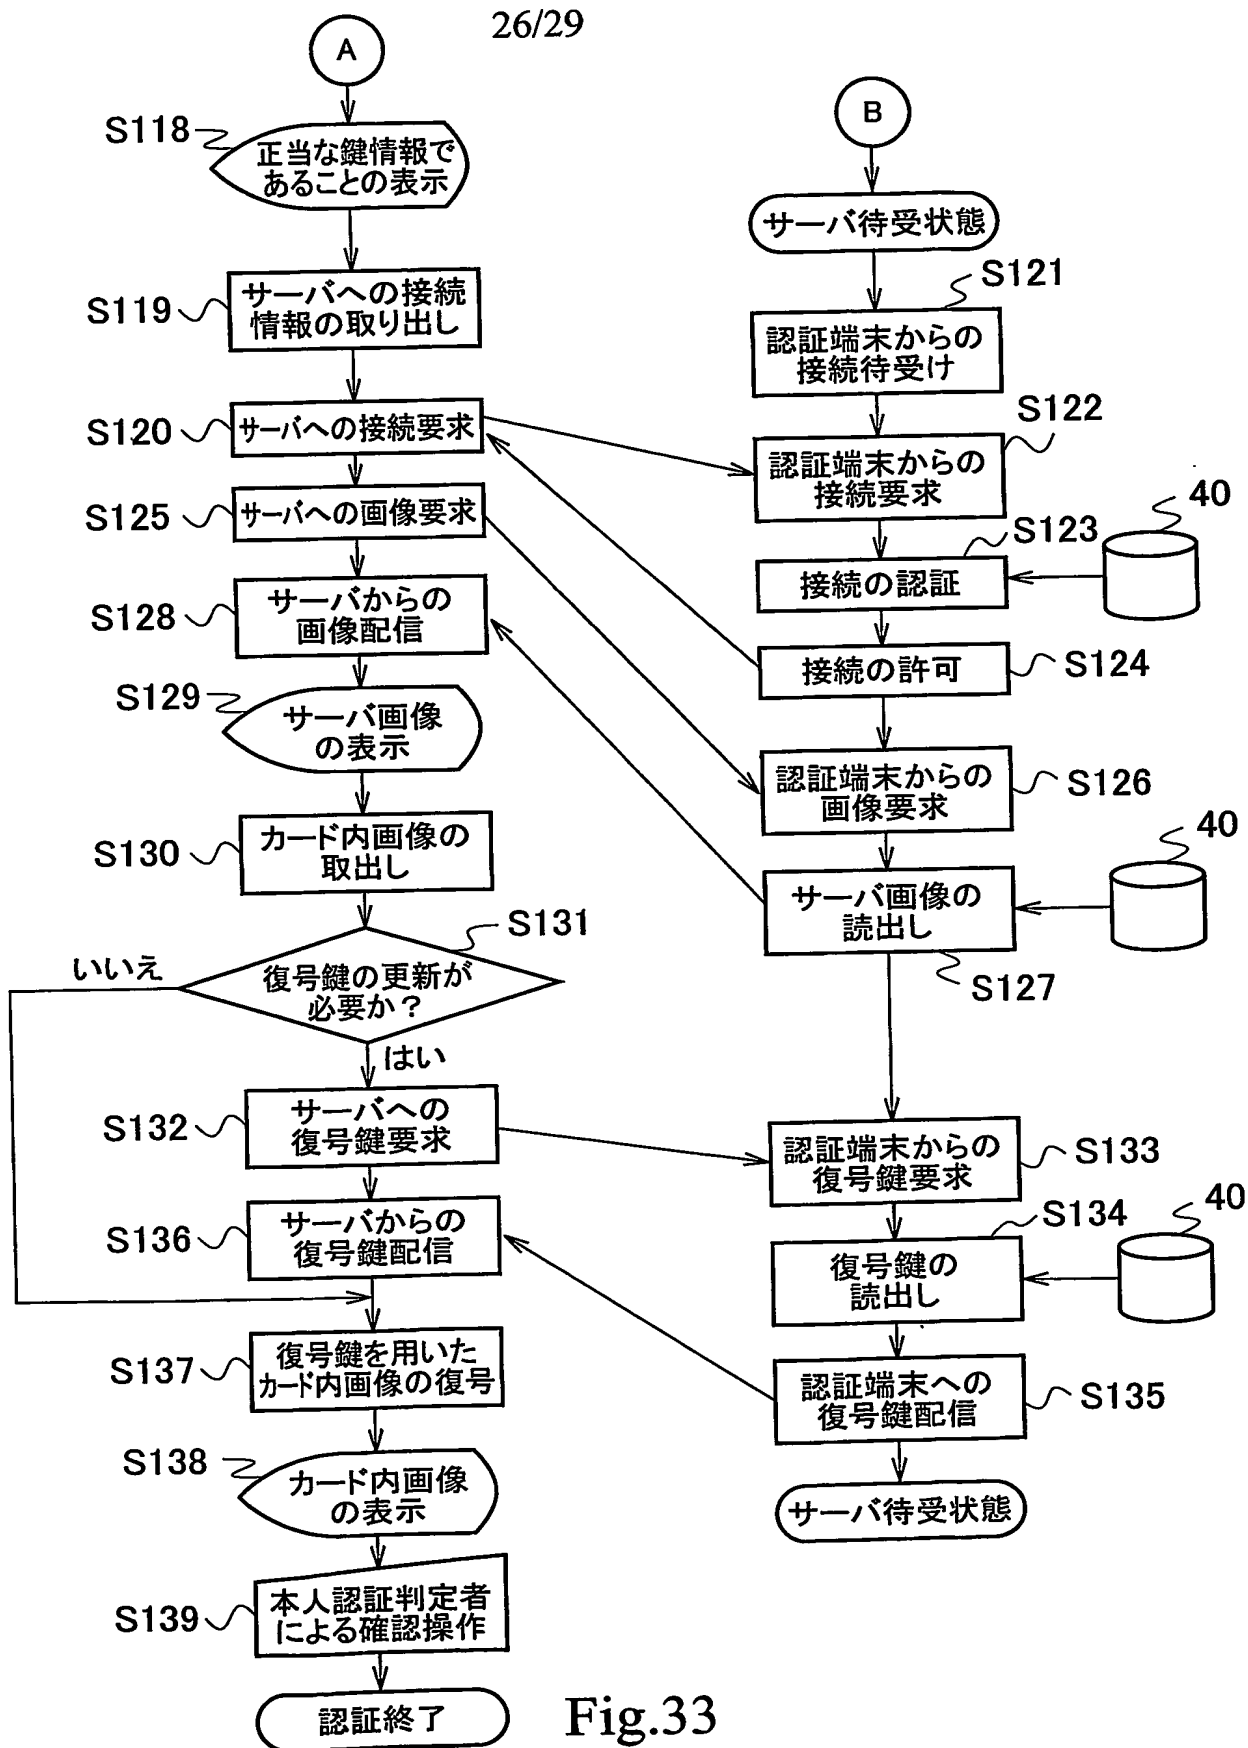 26/29
A
S118
正当な鍵情報で
あることの表示
S119
サーバへの接続
情報の取り出し
S120
サーバへの接続要求
S125
サーバへの画像要求
S128
サーバからの
画像配信
S129
サーバ画像
の表示
S130
カード内画像の
取出し
S131
復号鍵の更新が
必要か？
いいえ
はい
S132
サーバへの
復号鍵要求
S136
サーバからの
復号鍵配信
S137
復号鍵を用いた
カード内画像の復号
S138
カード内画像
の表示
S139
本人認証判定者
による確認操作
認証終了
B
サーバ待受状態
S121
認証端末からの
接続待受け
S122
認証端末からの
接続要求
S123
接続の認証
40
接続の許可
S124
認証端末からの
画像要求
S126
サーバ画像の
読出し
40
S127
認証端末からの
復号鍵要求
S133
S134
復号鍵の
読出し
40
認証端末への
復号鍵配信
S135
サーバ待受状態
Fig.33